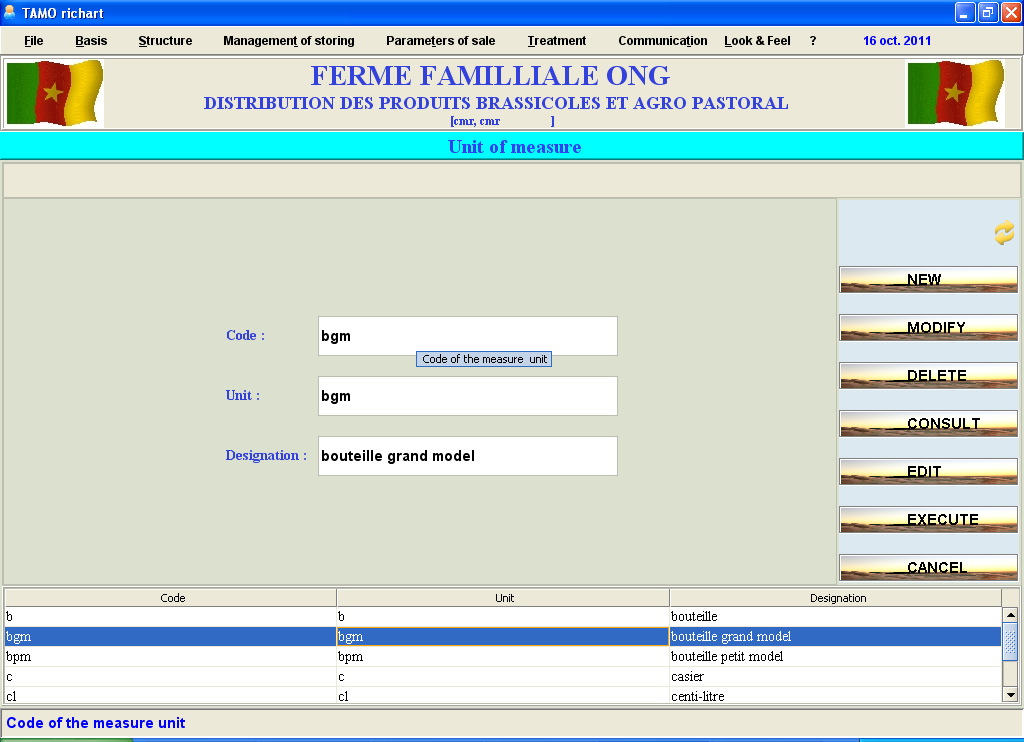 TAMO richart
File Basis Structure Management of storing Parameters of sale Treatment Communication Look & Feel ? 16 oct. 2011
FERME FAMILLIALE ONG
DISTRIBUTION DES PRODUITS BRASSICOLES ET AGRO PASTORAL
[cmr, cmr ]
Unit of measure
NEW
MODIFY
DELETE
CONSULT
EDIT
EXECUTE
CANCEL
Code : bgm
Code of the measure unit
Unit : bgm
Designation : bouteille grand model
Code Unit Designation
b b bouteille
bgm bgm bouteille grand model
bpm bpm bouteille petit model
c c casier
cl cl centi-litre
Code of the measure unit